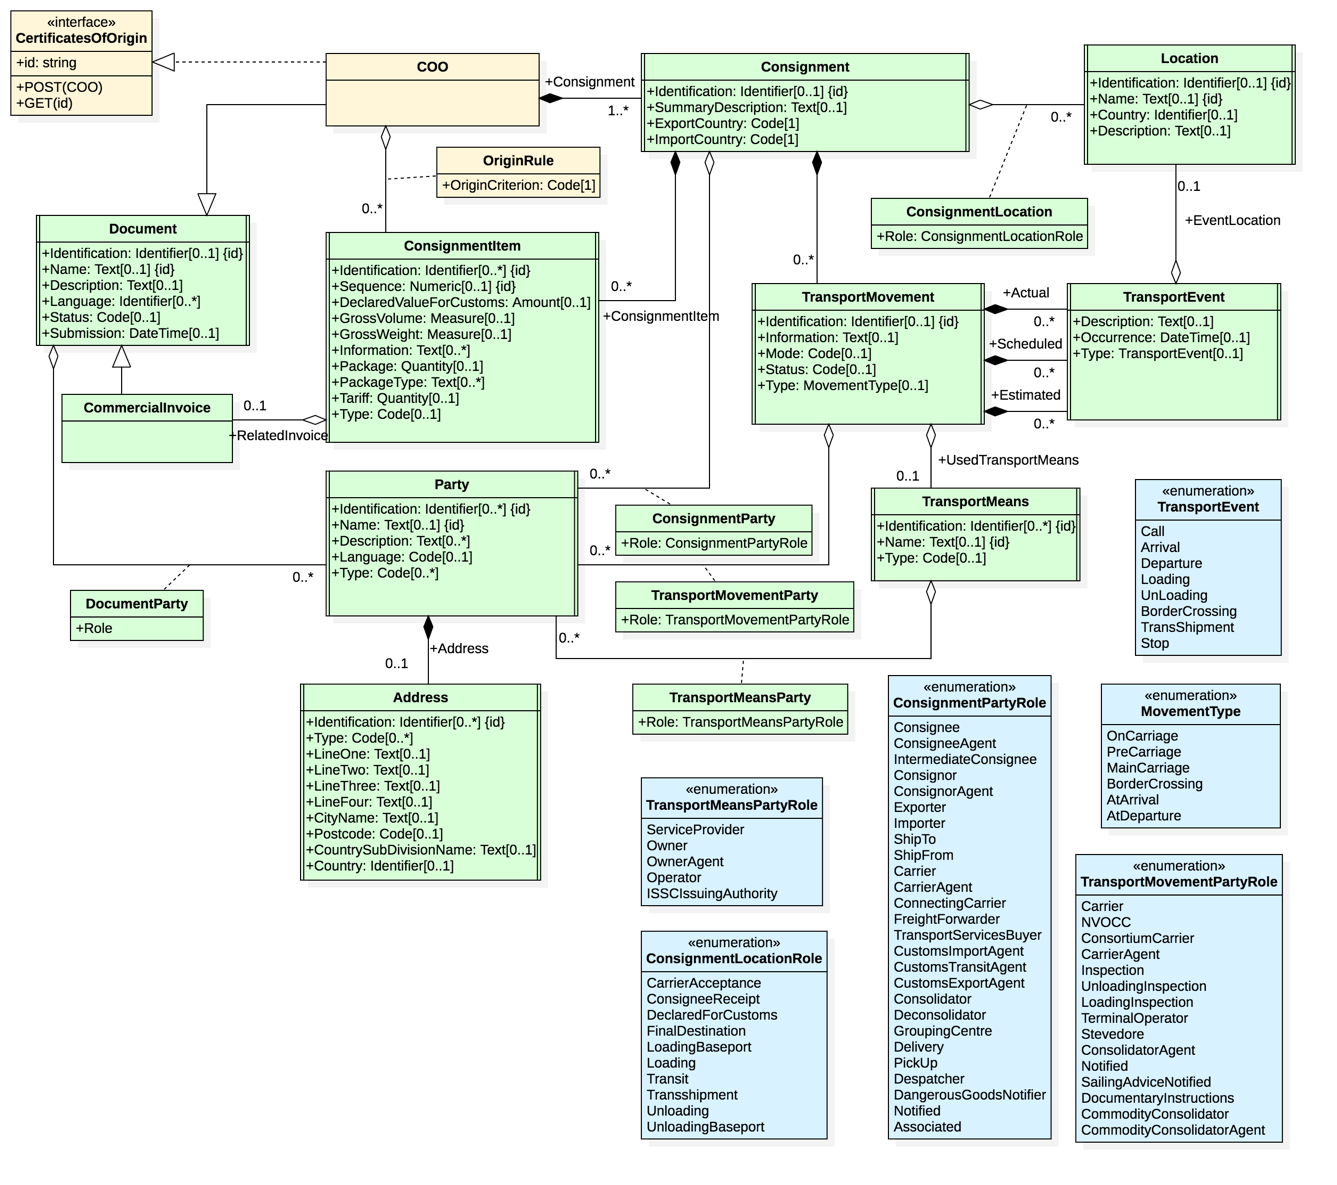 «interface»
CertificatesOfOrigin
+id: string
+POST(COO)
+GET(id)
COO
+Consignment
1..*
Consignment
+Identification: Identifier[0..1] {id}
+SummaryDescription: Text[0..1]
+ExportCountry: Code[1]
+ImportCountry: Code[1]
0..*
Location
+Identification: Identifier[0..1] {id}
+Name: Text[0..1] {id}
+Country: Identifier[0..1]
+Description: Text[0..1]
OriginRule
+OriginCriterion: Code[1]
0..*
ConsignmentLocation
+Role: ConsignmentLocationRole
0..1
+EventLocation
Document
+Identification: Identifier[0..1] {id}
+Name: Text[0..1] {id}
+Description: Text[0..1]
+Language: Identifier[0..*]
+Status: Code[0..1]
+Submission: DateTime[0..1]
ConsignmentItem
+Identification: Identifier[0..*] {id}
+Sequence: Numeric[0..1] {id}
+DeclaredValueForCustoms: Amount[0..1]
+GrossVolume: Measure[0..1]
+GrossWeight: Measure[0..1]
+Information: Text[0..*]
+Package: Quantity[0..1]
+PackageType: Text[0..*]
+Tariff: Quantity[0..1]
+Type: Code[0..1]
0..*
+ConsignmentItem
0..*
TransportMovement
+Identification: Identifier[0..1] {id}
+Information: Text[0..1]
+Mode: Code[0..1]
+Status: Code[0..1]
+Type: MovementType[0..1]
+Actual
0..*
+Scheduled
0..*
+Estimated
0..*
TransportEvent
+Description: Text[0..1]
+Occurrence: DateTime[0..1]
+Type: TransportEvent[0..1]
CommercialInvoice
0..1
+RelatedInvoice
Party
+Identification: Identifier[0..*] {id}
+Name: Text[0..1] {id}
+Description: Text[0..*]
+Language: Code[0..1]
+Type: Code[0..*]
0..*
ConsignmentParty
+Role: ConsignmentPartyRole
0..*
TransportMovementParty
+Role: TransportMovementPartyRole
+UsedTransportMeans
0..1
TransportMeans
+Identification: Identifier[0..*] {id}
+Name: Text[0..1] {id}
+Type: Code[0..1]
«enumeration»
TransportEvent
Call
Arrival
Departure
Loading
UnLoading
BorderCrossing
TransShipment
Stop
0..*
DocumentParty
+Role
0..*
+Address
0..1
Address
+Identification: Identifier[0..*] {id}
+Type: Code[0..*]
+LineOne: Text[0..1]
+LineTwo: Text[0..1]
+LineThree: Text[0..1]
+LineFour: Text[0..1]
+CityName: Text[0..1]
+Postcode: Code[0..1]
+CountrySubDivisionName: Text[0..1]
+Country: Identifier[0..1]
TransportMeansParty
+Role: TransportMeansPartyRole
«enumeration»
TransportMeansPartyRole
ServiceProvider
Owner
OwnerAgent
Operator
ISSCIssuingAuthority
«enumeration»
ConsignmentLocationRole
CarrierAcceptance
ConsigneeReceipt
DeclaredForCustoms
FinalDestination
LoadingBaseport
Loading
Transit
Transshipment
Unloading
UnloadingBaseport
«enumeration»
ConsignmentPartyRole
Consignee
ConsigneeAgent
IntermediateConsignee
Consignor
ConsignorAgent
Exporter
Importer
ShipTo
ShipFrom
Carrier
CarrierAgent
ConnectingCarrier
FreightForwarder
TransportServicesBuyer
CustomsImportAgent
CustomsTransitAgent
CustomsExportAgent
Consolidator
Deconsolidator
GroupingCentre
Delivery
PickUp
Despatcher
DangerousGoodsNotifier
Notified
Associated
«enumeration»
MovementType
OnCarriage
PreCarriage
MainCarriage
BorderCrossing
AtArrival
AtDeparture
«enumeration»
TransportMovementPartyRole
Carrier
NVOCC
ConsortiumCarrier
CarrierAgent
Inspection
UnloadingInspection
LoadingInspection
TerminalOperator
Stevedore
ConsolidatorAgent
Notified
SailingAdviceNotified
DocumentaryInstructions
CommodityConsolidator
CommodityConsolidatorAgent